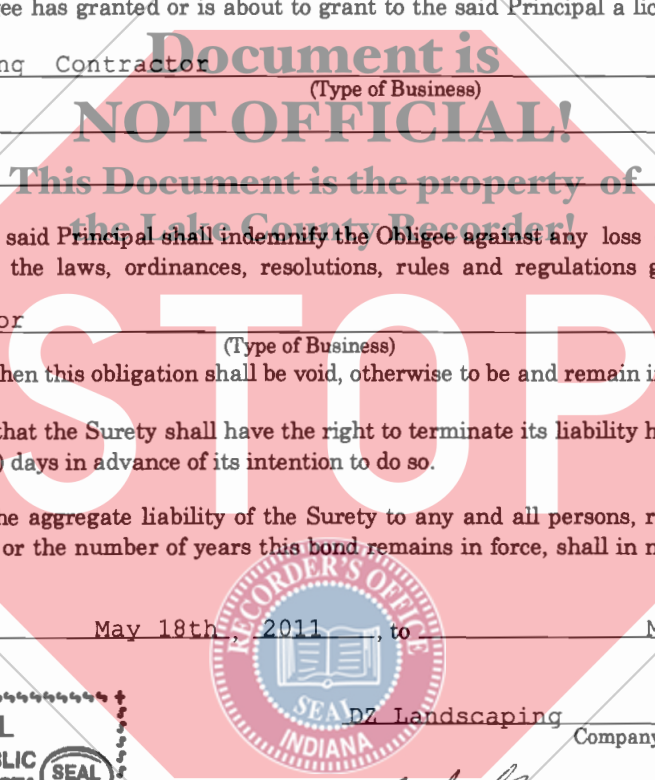 ee has granted or is about to grant to the said Principal a lic
Document is
ng Contractor
(Type of Business)
NOT OFFICIAL!
This Document is the property of
the Lake County Recorder!
said Principal shall indemnify the Obligee against any loss
the laws, ordinances, resolutions, rules and regulations g
or
STOP
(Type of Business)
hen this obligation shall be void, otherwise to be and remain i
that the Surety shall have the right to terminate its liability h
) days in advance of its intention to do so.
he aggregate liability of the Surety to any and all persons, r
or the number of years this bond remains in force, shall in n
RECORDER'S OFFICE
May 18th, 2011, to M
SEAL
INDIANA
DZ Landscaping
Company
L
BLIC
SEAL